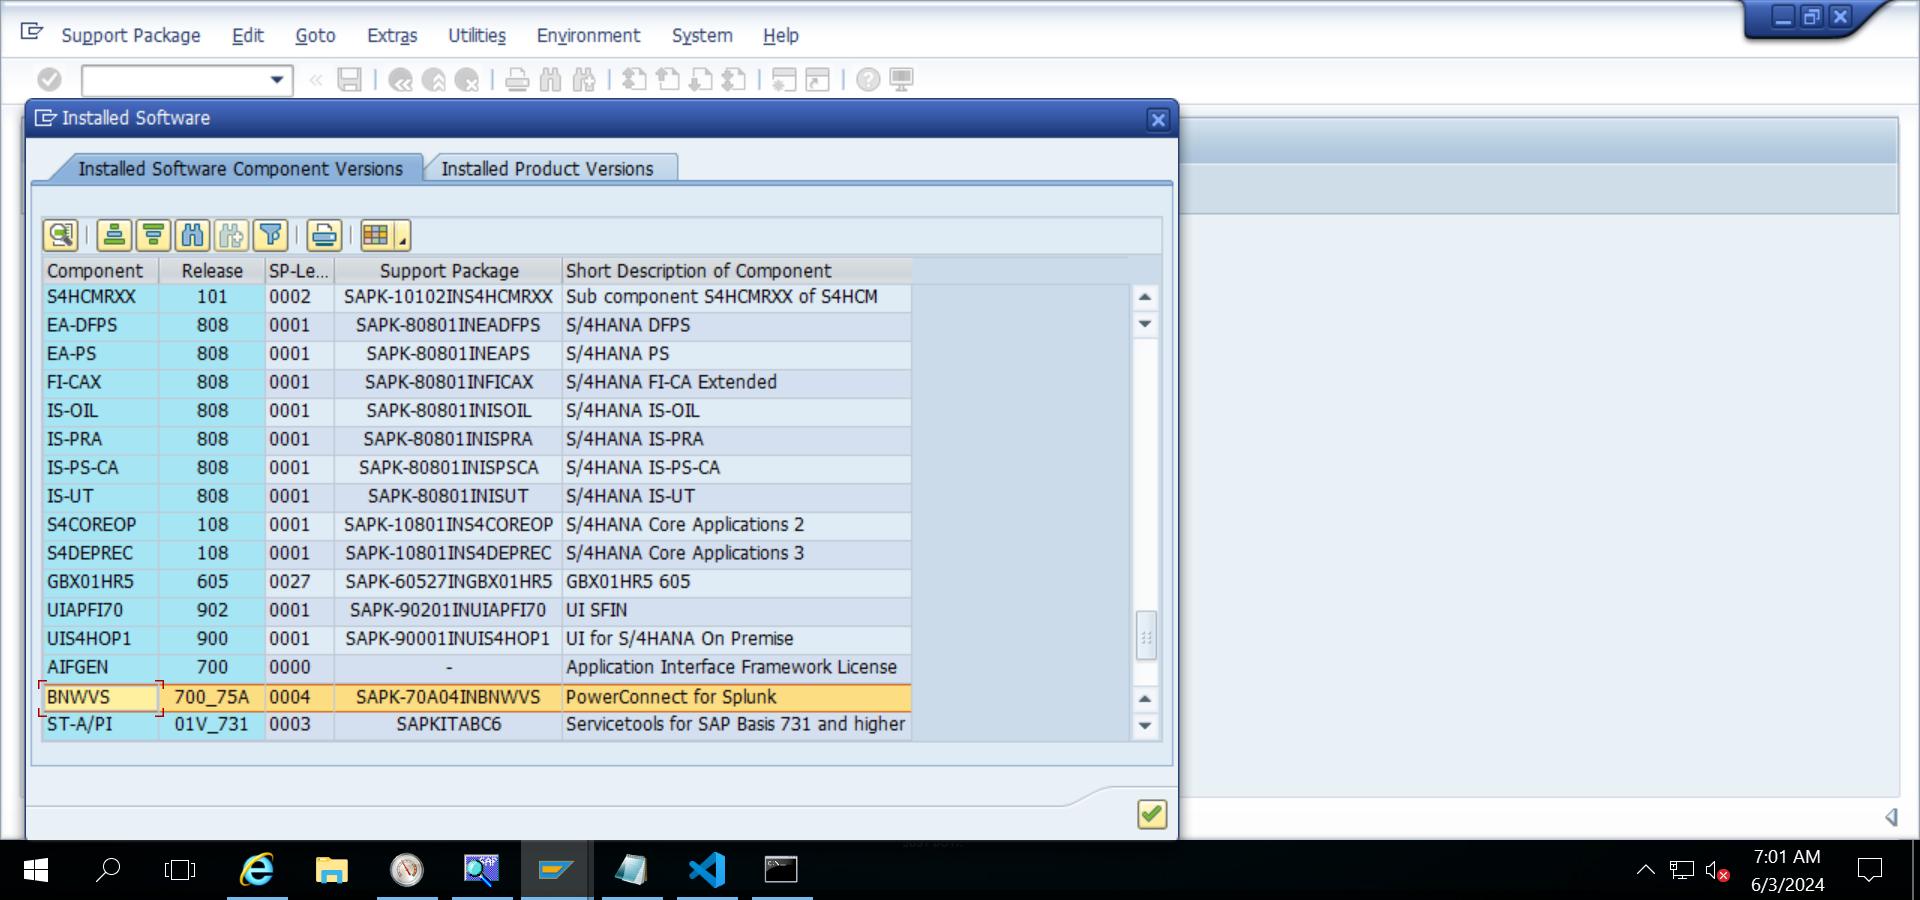 Support Package Edit Goto Extras Utilities Environment System Help
Installed Software
Installed Software Component Versions Installed Product Versions
Component Release SP-Le... Support Package Short Description of Component
S4HCMRXX 101 0002 SAPK-10102INS4HCMRXX Sub component S4HCMRXX of S4HCM
EA-DFPS 808 0001 SAPK-80801INEADFPS S/4HANA DFPS
EA-PS 808 0001 SAPK-80801INEAPS S/4HANA PS
FI-CAX 808 0001 SAPK-80801INFICAX S/4HANA FI-CA Extended
IS-OIL 808 0001 SAPK-80801INISOIL S/4HANA IS-OIL
IS-PRA 808 0001 SAPK-80801INISPRA S/4HANA IS-PRA
IS-PS-CA 808 0001 SAPK-80801INISPSCA S/4HANA IS-PS-CA
IS-UT 808 0001 SAPK-80801INISUT S/4HANA IS-UT
S4COREOP 108 0001 SAPK-10801INS4COREOP S/4HANA Core Applications 2
S4DEPREC 108 0001 SAPK-10801INS4DEPREC S/4HANA Core Applications 3
GBX01HR5 605 0027 SAPK-60527INGBX01HR5 GBX01HR5 605
UIAPFI70 902 0001 SAPK-90201INUIAPFI70 UI SFIN
UIS4HOP1 900 0001 SAPK-90001INUIS4HOP1 UI for S/4HANA On Premise
AIFGEN 700 0000 - Application Interface Framework License
BNWVS 700_75A 0004 SAPK-70A04INBNWVS PowerConnect for Splunk
ST-A/PI 01V_731 0003 SAPKITABC6 Servicetools for SAP Basis 731 and higher
SAP
7:01 AM
6/3/2024